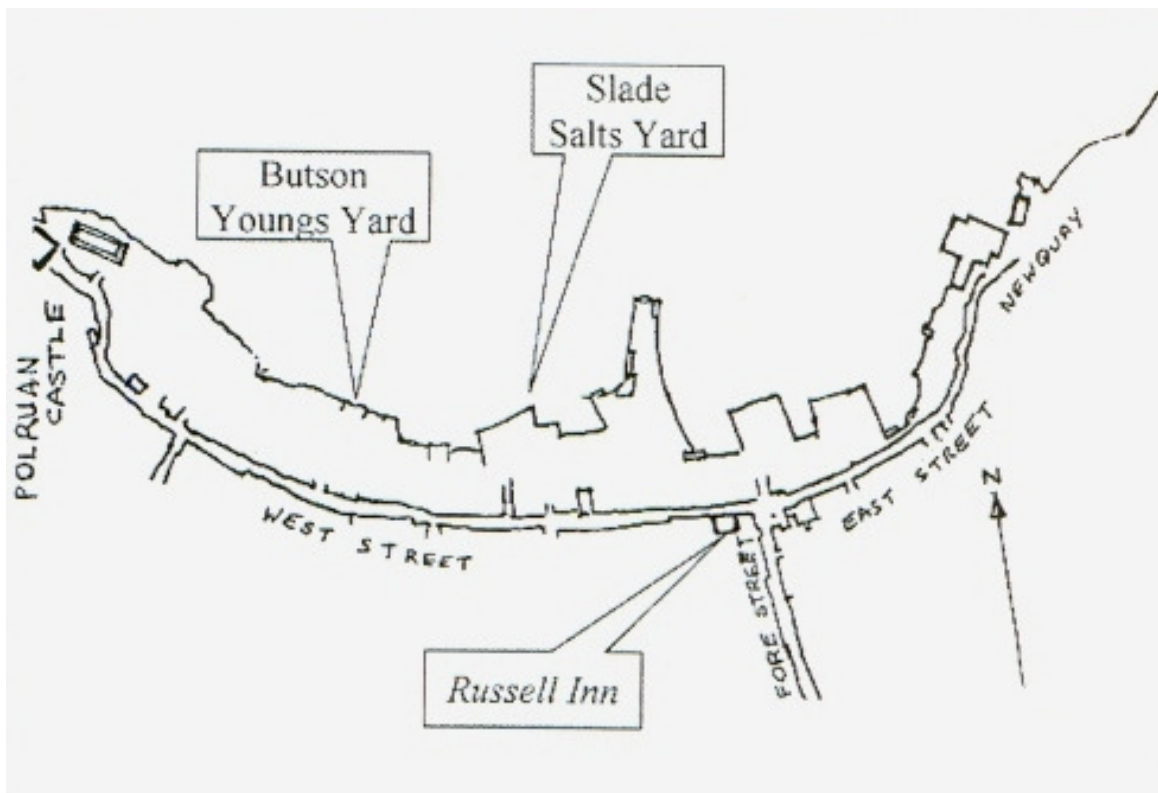 Slade
Salts Yard
Butson
Youngs Yard
POLRUAN
CASTLE
NEWQUAY
WEST STREET
EAST STREET
N
FORE STREET
Russell Inn